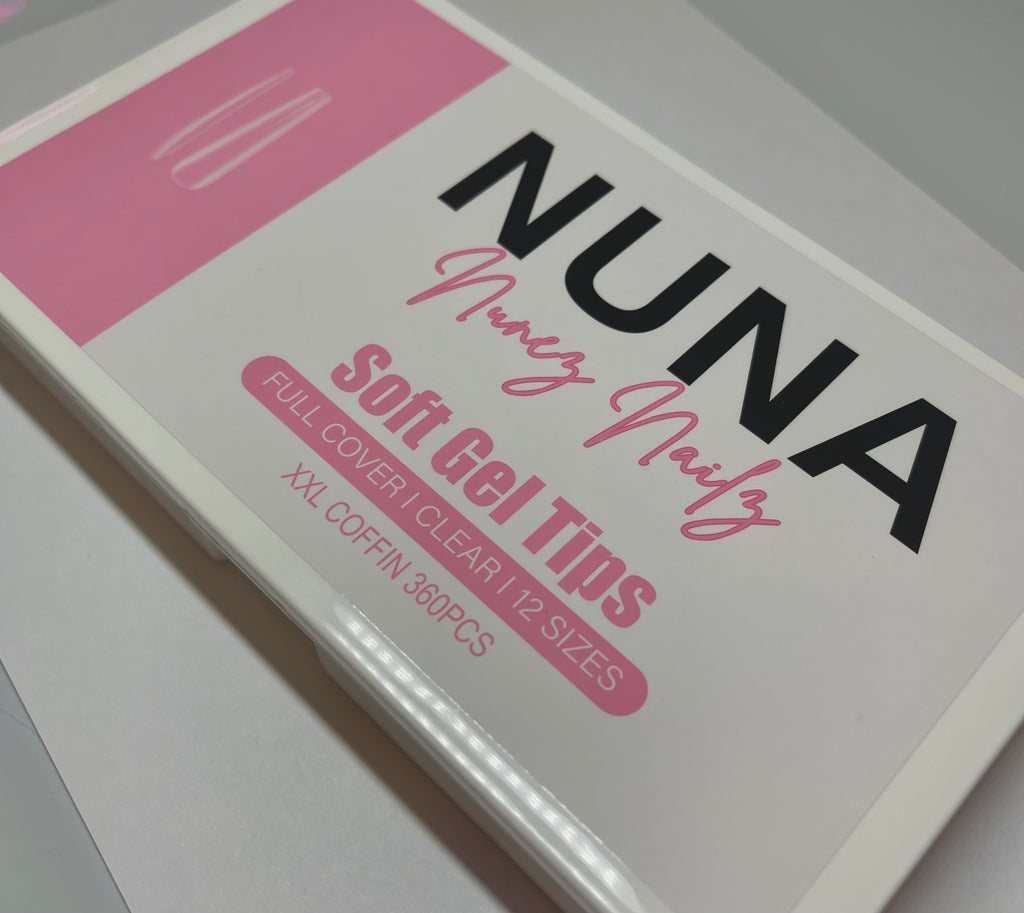 NUNA
Nunez Nailz
Soft Gel Tips
FULL COVER | CLEAR | 12 SIZES
XXL COFFIN 360PCS